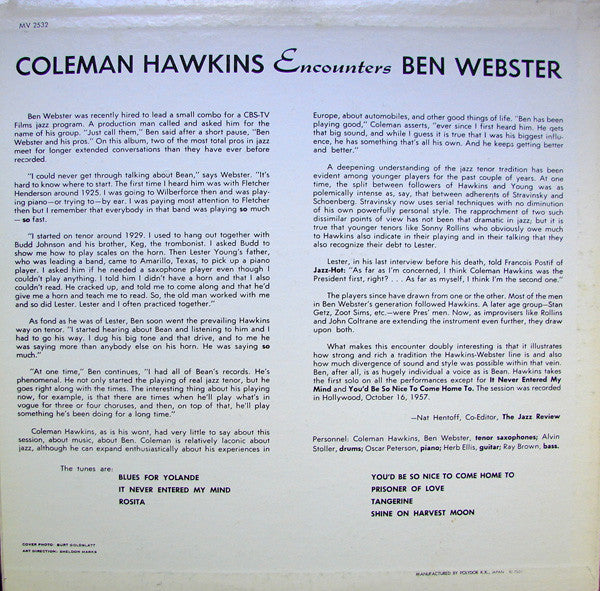 MV 2532
COLEMAN HAWKINS Encounters BEN WEBSTER
Ben Webster was recently hired to lead a small combo for a CBS-TV
Films jazz program. A production man called and asked him for the
name of his group. "Just call them," Ben said after a short pause, "Ben
Webster and his pros." On this album, two of the most total pros in jazz
meet for longer extended conversations than they have ever before
recorded.
"I could never get through talking about Bean," says Webster. "It's
hard to know where to start. The first time I heard him was with Fletcher
Henderson around 1925. I was going to Wilberforce then and was play-
ing piano—or trying to—by ear. I was paying most attention to Fletcher
then but I remember that everybody in that band was playing so much
— so fast.
"I started on tenor around 1929. I used to hang out together with
Budd Johnson and his brother, Keg, the trombonist. I asked Budd to
show me how to play scales on the horn. Then Lester Young's father,
who was leading a band, came to Amarillo, Texas, to pick up a piano
player. I asked him if he needed a saxophone player even though I
couldn't play anything. I told him I didn't have a horn and that I also
couldn't read. He cracked up, and told me to come along and that he'd
give me a horn and teach me to read. So, the old man worked with me
and so did Lester. Lester and I often practiced together."
As fond as he was of Lester, Ben soon went the prevailing Hawkins
way on tenor. "I started hearing about Bean and listening to him and I
had to go his way. I dug his big tone and that drive, and to me he
was saying more than anybody else on his horn. He was saying so
much."
"At one time," Ben continues, "I had all of Bean's records. He's
phenomenal. He not only started the playing of real jazz tenor, but he
goes right along with the times. The interesting thing about his playing
now, for example, is that there are times when he'll play what's in
vogue for three or four choruses, and then, on top of that, he'll play
something he's been doing for a long time."
Coleman Hawkins, as is his wont, had very little to say about this
session, about music, about Ben. Coleman is relatively laconic about
jazz, although he can expand enthusiastically about his experiences in
Europe, about automobiles, and other good things of life. "Ben has been
playing good," Coleman asserts, "ever since I first heard him. He gets
that big sound, and while I guess it is true that I was his biggest influ-
ence, he has something that's all his own. And he keeps getting better
and better."
A deepening understanding of the jazz tenor tradition has been
evident among younger players for the past couple of years. At one
time, the split between followers of Hawkins and Young was as
polemically intense as, say, that between adherents of Stravinsky and
Schoenberg. Stravinsky now uses serial techniques with no diminution
of his own powerfully personal style. The rapprochment of two such
dissimilar points of view has not been that dramatic in jazz; but it is
true that younger tenors like Sonny Rollins who obviously owe much
to Hawkins also indicate in their playing and in their talking that they
also recognize their debt to Lester.
Lester, in his last interview before his death, told Francois Postif of
Jazz-Hot: "As far as I'm concerned, I think Coleman Hawkins was the
President first, right? . . . As far as myself, I think I'm the second one."
The players since have drawn from one or the other. Most of the men
in Ben Webster's generation followed Hawkins. A later age group—Stan
Getz, Zoot Sims, etc.—were Pres' men. Now, as improvisers like Rollins
and John Coltrane are extending the instrument even further, they draw
upon both.
What makes this encounter doubly interesting is that it illustrates
how strong and rich a tradition the Hawkins-Webster line is and also
how much divergence of sound and style was possible within that vein.
Ben, after all, is as hugely individual a voice as is Bean. Hawkins takes
the first solo on all the performances except for It Never Entered My
Mind and You'd Be So Nice To Come Home To. The session was recorded
in Hollywood, October 16, 1957.
—Nat Hentoff, Co-Editor, The Jazz Review
Personnel: Coleman Hawkins, Ben Webster, tenor saxophones; Alvin
Stoller, drums; Oscar Peterson, piano; Herb Ellis, guitar; Ray Brown, bass.
The tunes are:
BLUES FOR YOLANDE
IT NEVER ENTERED MY MIND
ROSITA
YOU'D BE SO NICE TO COME HOME TO
PRISONER OF LOVE
TANGERINE
SHINE ON HARVEST MOON
COVER PHOTO: BURT GOLDBLATT
ART DIRECTION: SHELDON MARKS
MANUFACTURED BY POLYDOR K.K., JAPAN